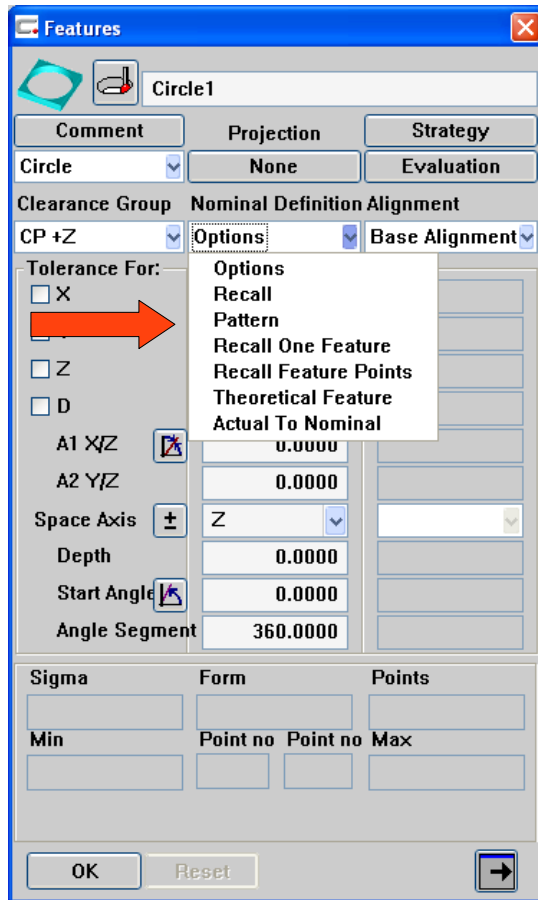 Features
Circle1
Comment Projection Strategy
Circle None Evaluation
Clearance Group Nominal Definition Alignment
CP +Z Options Base Alignment
Tolerance For:
Options
X
Recall
Pattern
Recall One Feature
Z
Recall Feature Points
Theoretical Feature
D
Actual To Nominal
A1 X/Z 0.0000
A2 Y/Z 0.0000
Space Axis ± Z
Depth 0.0000
Start Angle 0.0000
Angle Segment 360.0000
Sigma Form Points
Min Point no Point no Max
OK Reset